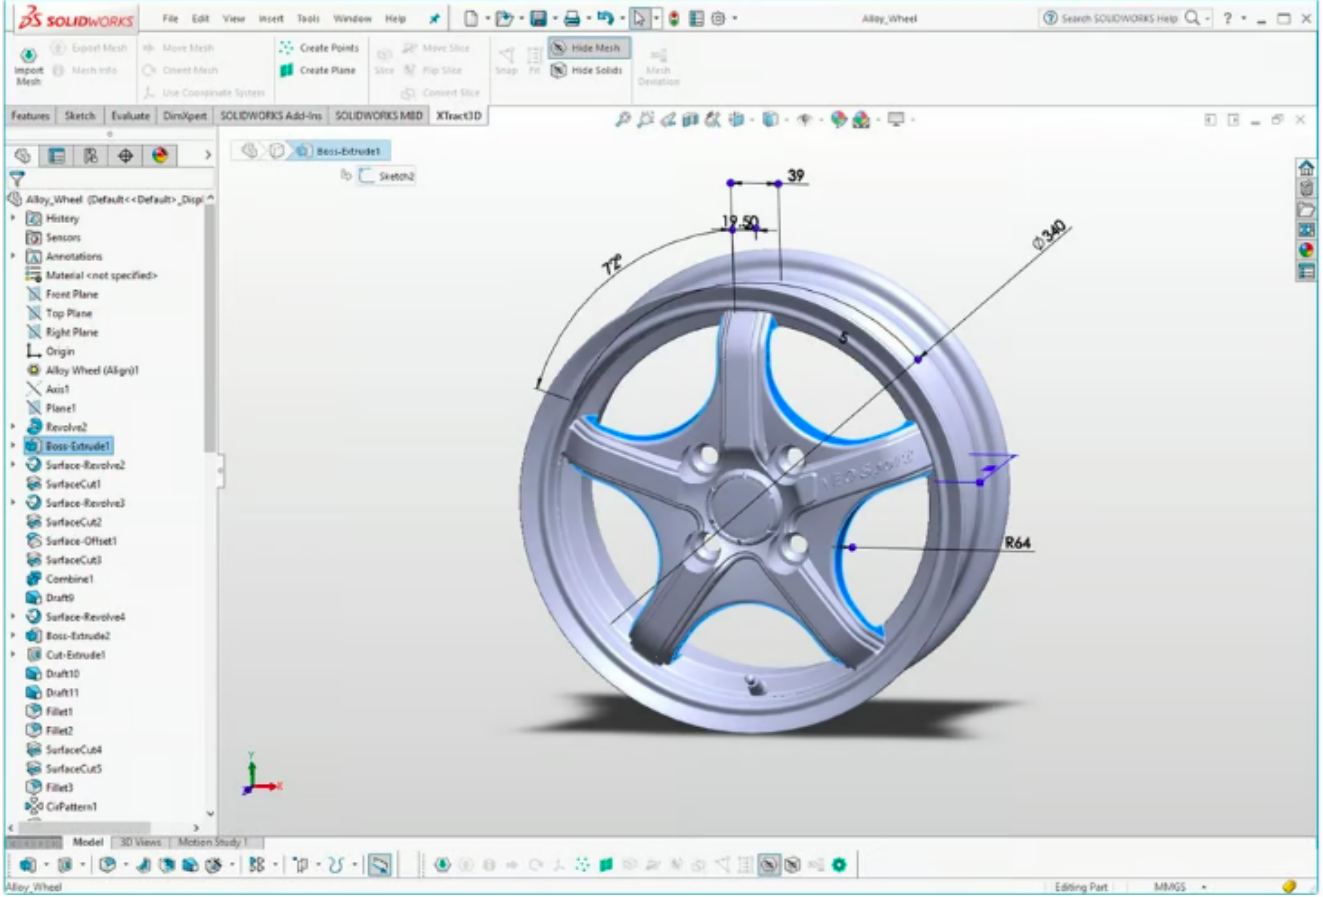 SOLIDWORKS File Edit View Insert Tools Window Help Alloy_Wheel Search SOLIDWORKS Help ?
Export Mesh Move Mesh Create Points Move Slice Hide Mesh
Import Mesh Mesh Info Orient Mesh Create Plane Slice Flip Slice Snap Fit Hide Solids Mesh Deviation
Use Coordinate System Convert Slice
Features Sketch Evaluate DimXpert SOLIDWORKS Add-Ins SOLIDWORKS MBD XTract3D
Boss-Extrude1
Sketch2
Alloy_Wheel (Default<<Default>_Displ
History
Sensors
Annotations
Material <not specified>
Front Plane
Top Plane
Right Plane
Origin
Alloy Wheel (Align)1
Axis1
Plane1
Revolve2
Boss-Extrude1
Surface-Revolve2
SurfaceCut1
Surface-Revolve3
SurfaceCut2
Surface-Offset1
SurfaceCut3
Combine1
Draft9
Surface-Revolve4
Boss-Extrude2
Cut-Extrude1
Draft10
Draft11
Fillet1
Fillet2
SurfaceCut4
SurfaceCut5
Fillet3
CirPattern1
39
19.50
72°
Ø340
5
R64
Y
X
Z
Model 3D Views Motion Study 1
Alloy_Wheel Editing Part MMGS